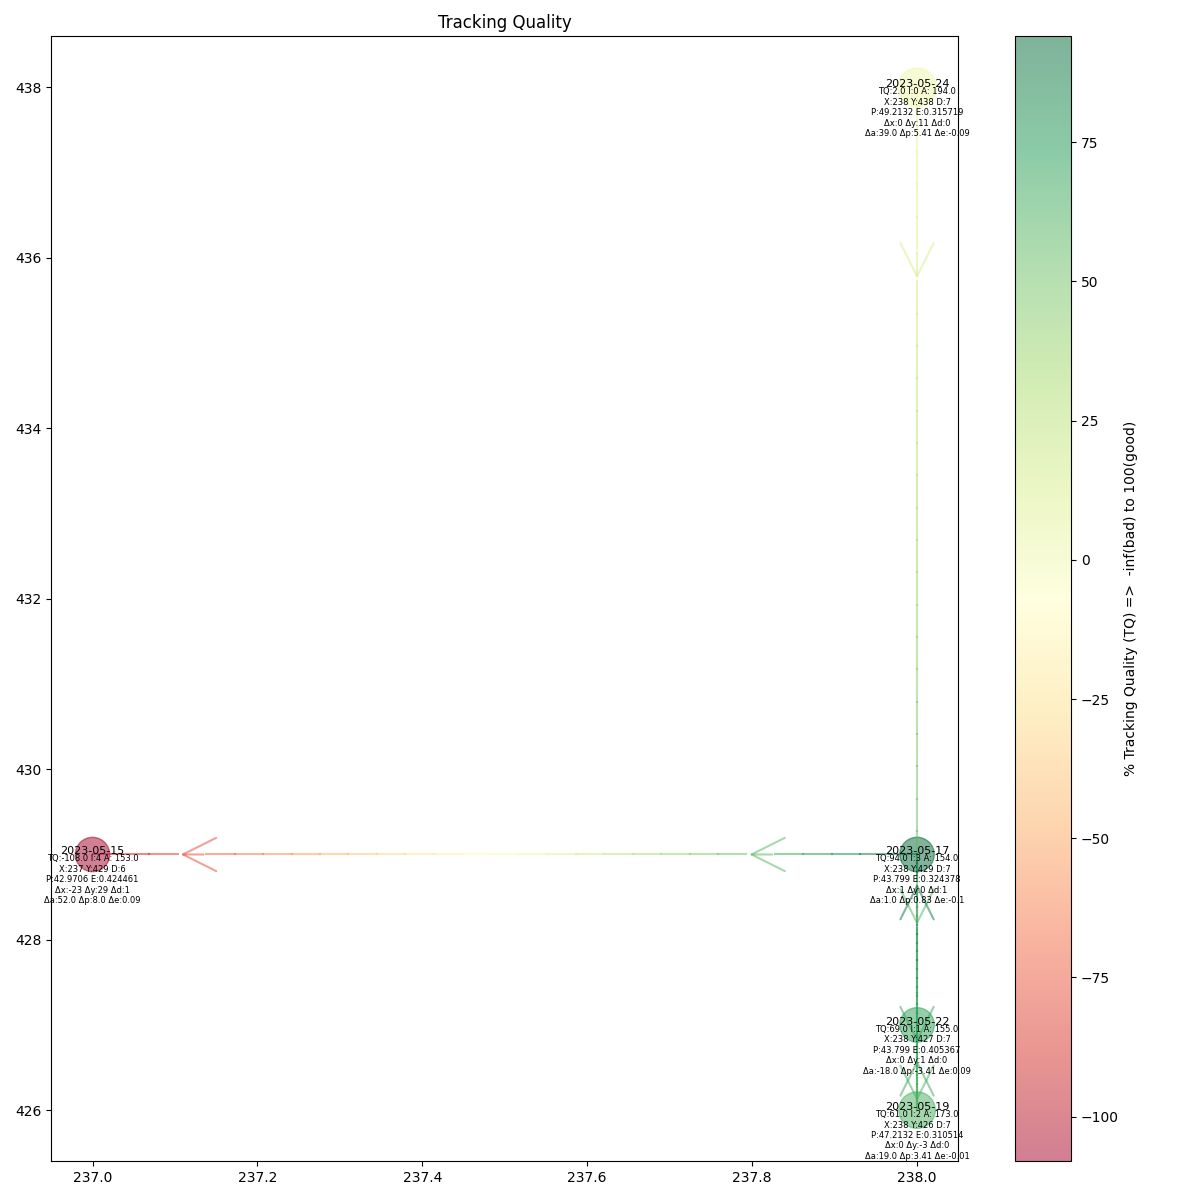 Tracking Quality
438
436
434
432
430
428
426
2023-05-24
TQ:2.0 I:0 A: 194.0
X:238 Y:438 D:7
P:49.2132 E:0.315719
Δx:0 Δy:11 Δd:0
Δa:39.0 Δp:5.41 Δe:-0.09
2023-05-15
TQ:-108.0 I:4 A: 153.0
X:237 Y:429 D:6
P:42.9706 E:0.424461
Δx:-23 Δy:29 Δd:1
Δa:52.0 Δp:8.0 Δe:0.09
2023-05-17
TQ:94.0 I:3 A: 154.0
X:238 Y:429 D:7
P:43.799 E:0.324378
Δx:1 Δy:0 Δd:1
Δa:1.0 Δp:0.83 Δe:-0.1
2023-05-22
TQ:69.0 I:1 A: 155.0
X:238 Y:427 D:7
P:43.799 E:0.405367
Δx:0 Δy:1 Δd:0
Δa:-18.0 Δp:-3.41 Δe:0.09
2023-05-19
TQ:61.0 I:2 A: 173.0
X:238 Y:426 D:7
P:47.2132 E:0.310514
Δx:0 Δy:-3 Δd:0
Δa:19.0 Δp:3.41 Δe:-0.01
237.0
237.2
237.4
237.6
237.8
238.0
75
50
25
0
−25
−50
−75
−100
% Tracking Quality (TQ) => -inf(bad) to 100(good)